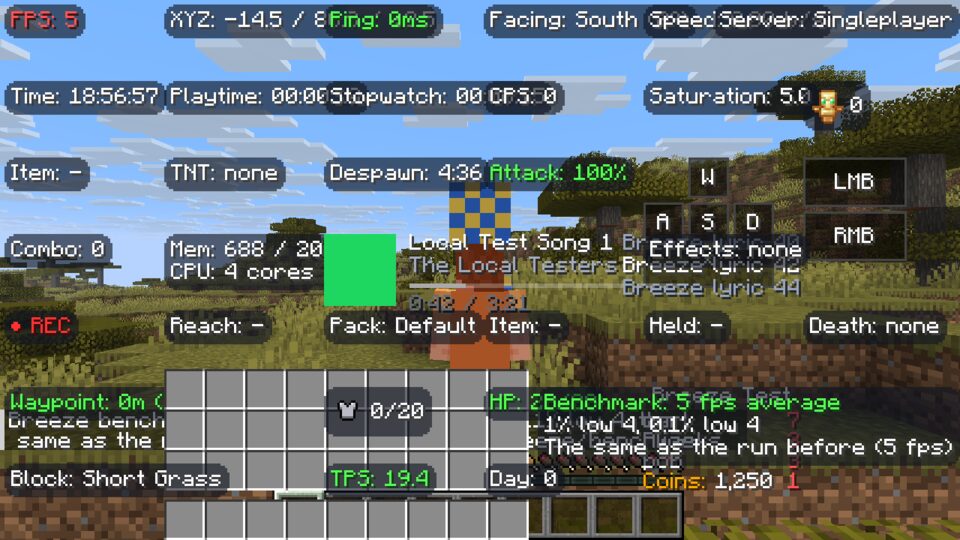 FPS: 5
XYZ: -14.5 / 8
Ring: 0ms
Facing: South
Speed
Server: Singleplayer
Time: 18:56:57
Playtime: 00:00
Stopwatch: 00
CPS: 0
Saturation: 5.0
0
Item: -
TNT: none
Despawn: 4:36
Attack: 100%
W
LMB
A S D
RMB
Combo: 0
Mem: 688 / 20
CPU: 4 cores
Local Test Song 1
The Local Testers
0:42 / 3:21
Effects: none
Breeze lyric 42
Breeze lyric 44
REC
Reach: -
Pack: Default
Item: -
Held: -
Death: none
Waypoint: 0m
Breeze bench
same as the
0/20
HP: 2
Breeze Test
Benchmark: 5 fps average
1% low 4, 0.1% low 4
The same as the run before (5 fps)
Block: Short Grass
TPS: 19.4
Day: 0
Coins: 1,250
1